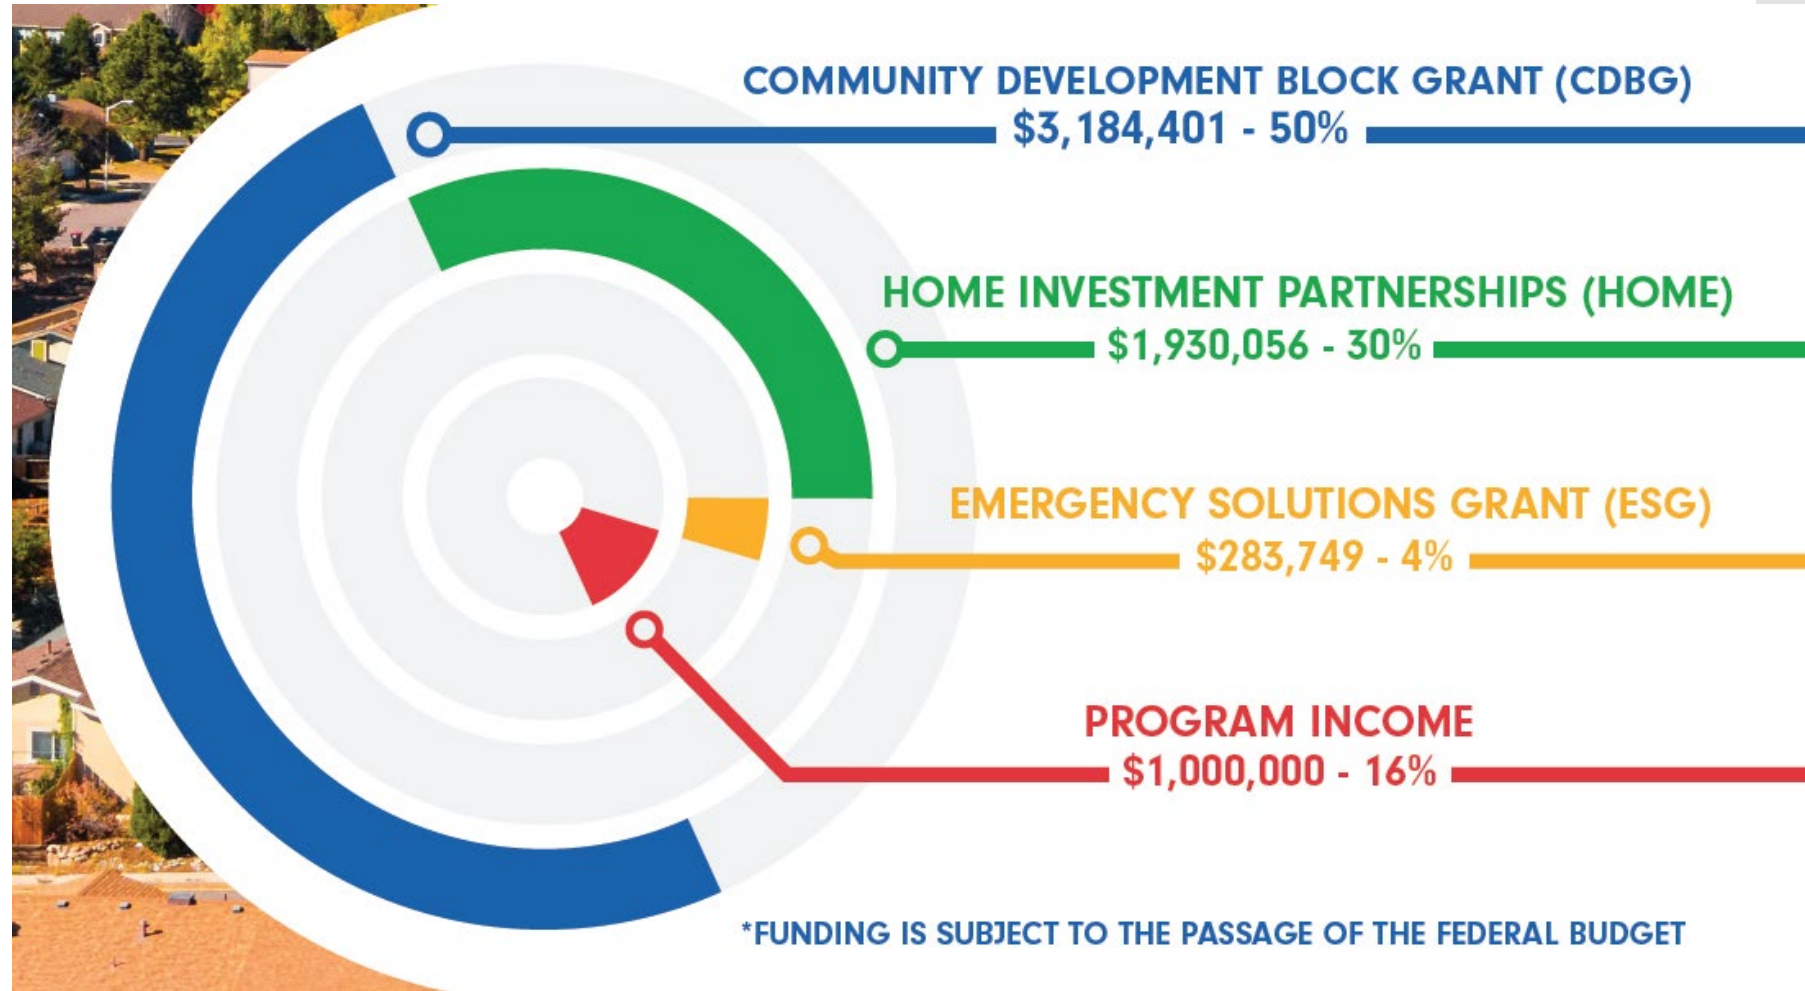 COMMUNITY DEVELOPMENT BLOCK GRANT (CDBG)
$3,184,401 - 50%
HOME INVESTMENT PARTNERSHIPS (HOME)
$1,930,056 - 30%
EMERGENCY SOLUTIONS GRANT (ESG)
$283,749 - 4%
PROGRAM INCOME
$1,000,000 - 16%
*FUNDING IS SUBJECT TO THE PASSAGE OF THE FEDERAL BUDGET